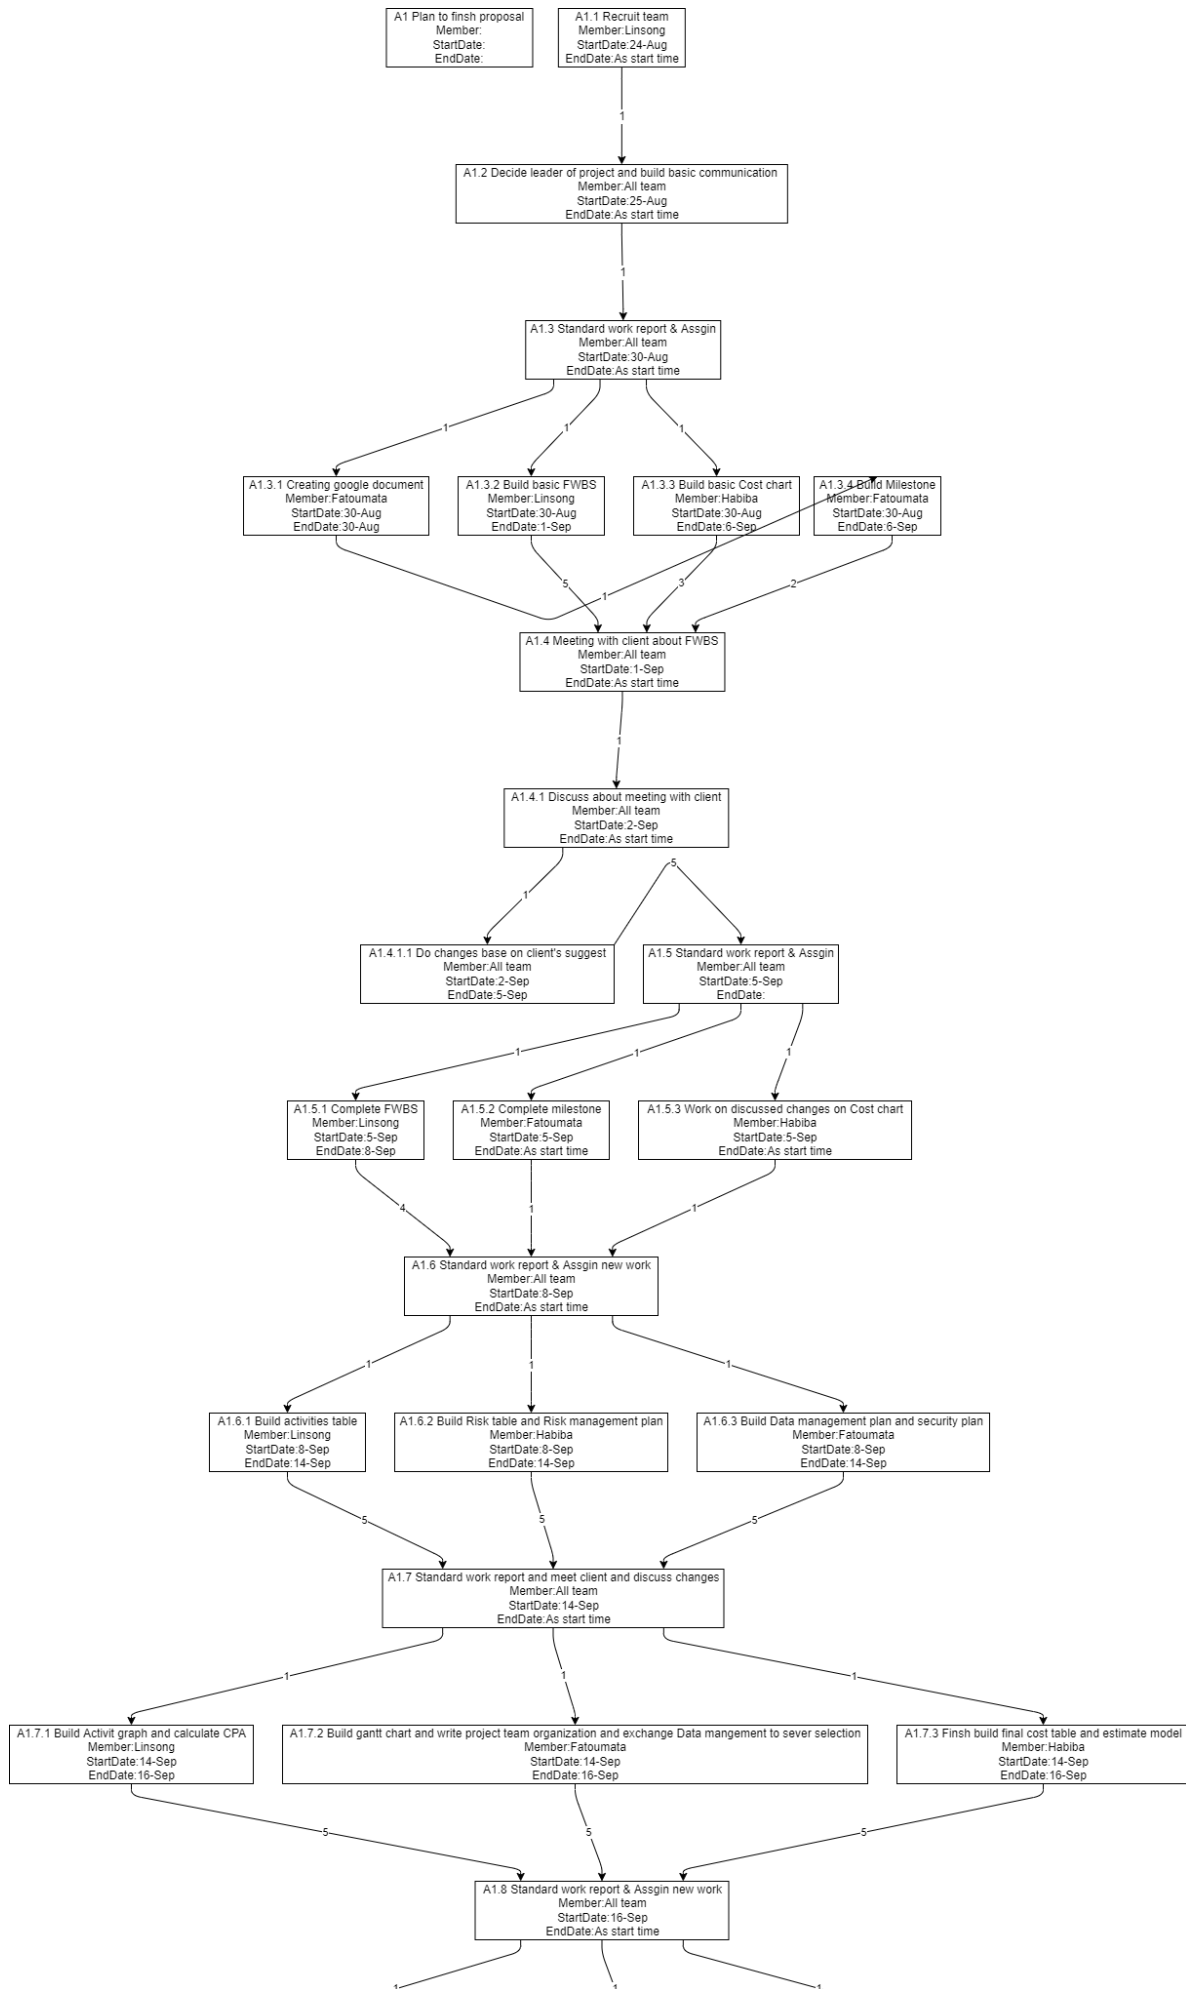 A1 Plan to finsh proposal
Member:
StartDate:
EndDate:
A1.1 Recruit team
Member:Linsong
StartDate:24-Aug
EndDate:As start time
1
A1.2 Decide leader of project and build basic communication
Member:All team
StartDate:25-Aug
EndDate:As start time
1
A1.3 Standard work report & Assgin
Member:All team
StartDate:30-Aug
EndDate:As start time
1
1
1
A1.3.1 Creating google document
Member:Fatoumata
StartDate:30-Aug
EndDate:30-Aug
A1.3.2 Build basic FWBS
Member:Linsong
StartDate:30-Aug
EndDate:1-Sep
A1.3.3 Build basic Cost chart
Member:Habiba
StartDate:30-Aug
EndDate:6-Sep
A1.3.4 Build Milestone
Member:Fatoumata
StartDate:30-Aug
EndDate:6-Sep
5
1
3
2
A1.4 Meeting with client about FWBS
Member:All team
StartDate:1-Sep
EndDate:As start time
1
A1.4.1 Discuss about meeting with client
Member:All team
StartDate:2-Sep
EndDate:As start time
1
5
A1.4.1.1 Do changes base on client's suggest
Member:All team
StartDate:2-Sep
EndDate:5-Sep
A1.5 Standard work report & Assgin
Member:All team
StartDate:5-Sep
EndDate:
1
1
1
A1.5.1 Complete FWBS
Member:Linsong
StartDate:5-Sep
EndDate:8-Sep
A1.5.2 Complete milestone
Member:Fatoumata
StartDate:5-Sep
EndDate:As start time
A1.5.3 Work on discussed changes on Cost chart
Member:Habiba
StartDate:5-Sep
EndDate:As start time
4
1
1
A1.6 Standard work report & Assgin new work
Member:All team
StartDate:8-Sep
EndDate:As start time
1
1
1
A1.6.1 Build activities table
Member:Linsong
StartDate:8-Sep
EndDate:14-Sep
A1.6.2 Build Risk table and Risk management plan
Member:Habiba
StartDate:8-Sep
EndDate:14-Sep
A1.6.3 Build Data management plan and security plan
Member:Fatoumata
StartDate:8-Sep
EndDate:14-Sep
5
5
5
A1.7 Standard work report and meet client and discuss changes
Member:All team
StartDate:14-Sep
EndDate:As start time
1
1
1
A1.7.1 Build Activit graph and calculate CPA
Member:Linsong
StartDate:14-Sep
EndDate:16-Sep
A1.7.2 Build gantt chart and write project team organization and exchange Data mangement to sever selection
Member:Fatoumata
StartDate:14-Sep
EndDate:16-Sep
A1.7.3 Finsh build final cost table and estimate model
Member:Habiba
StartDate:14-Sep
EndDate:16-Sep
5
5
5
A1.8 Standard work report & Assgin new work
Member:All team
StartDate:16-Sep
EndDate:As start time
1
1
1